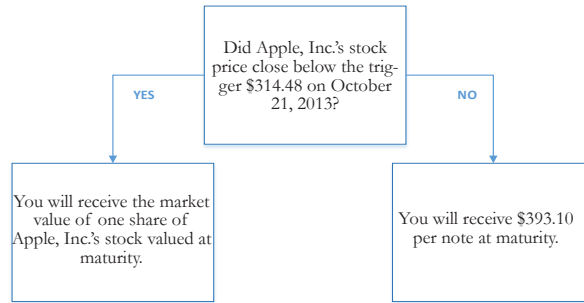 Did Apple, Inc.'s stock
price close below the trig-
ger $314.48 on October
21, 2013?
YES
NO
You will receive the market
value of one share of
Apple, Inc.'s stock valued at
maturity.
You will receive $393.10
per note at maturity.